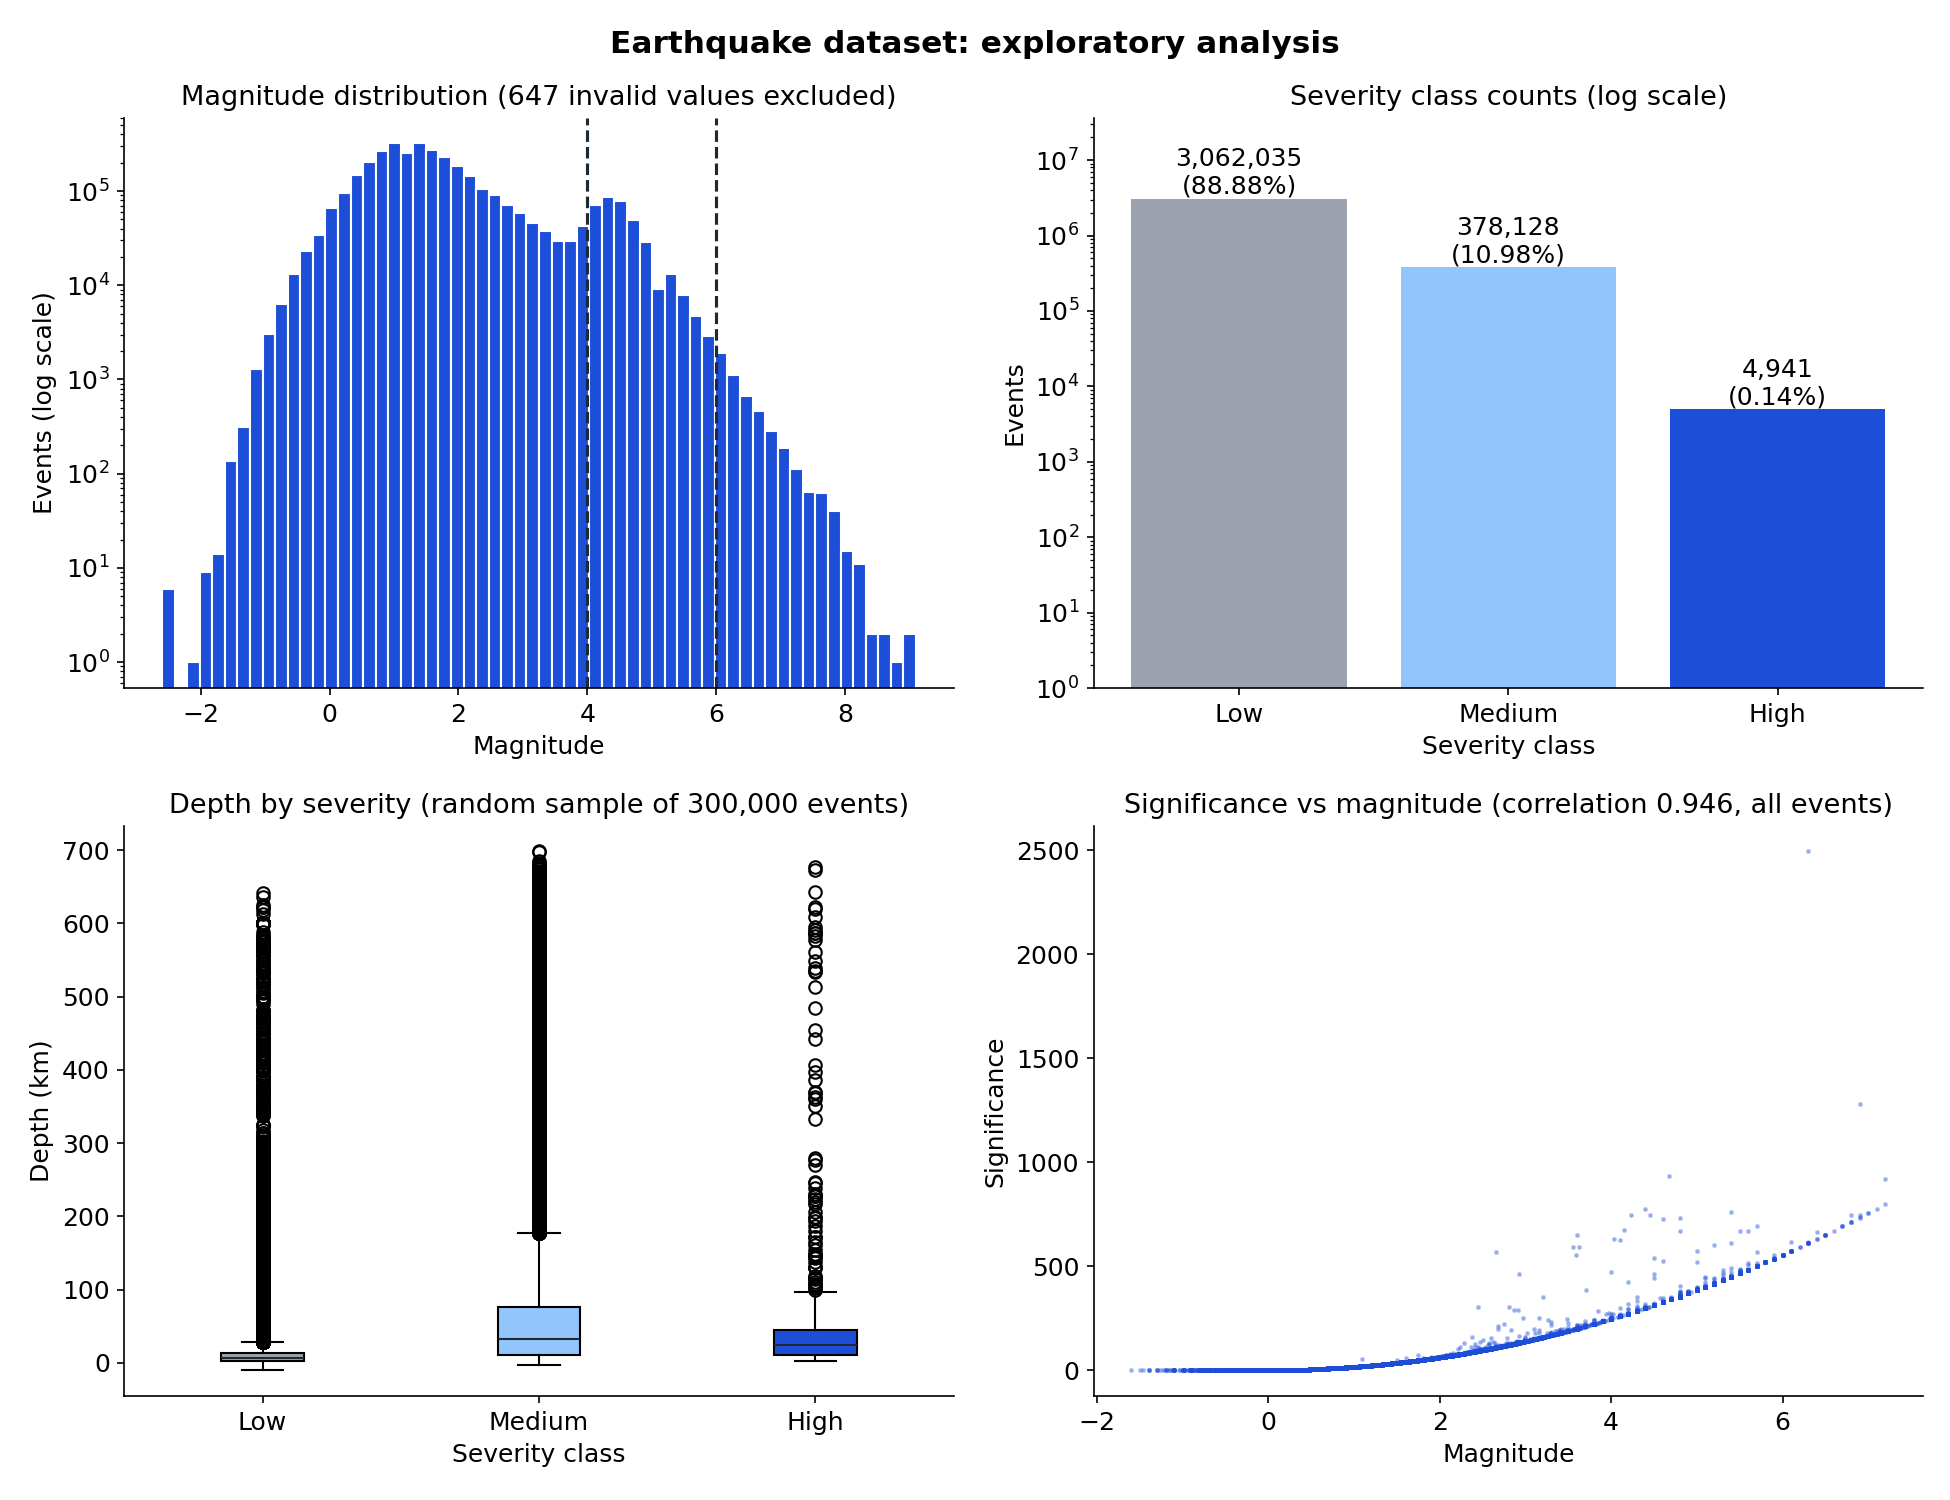 Earthquake dataset: exploratory analysis
Magnitude distribution (647 invalid values excluded)
Events (log scale)
10^5
10^4
10^3
10^2
10^1
10^0
−2 0 2 4 6 8
Magnitude
Severity class counts (log scale)
Events
10^7
10^6
10^5
10^4
10^3
10^2
10^1
10^0
3,062,035
(88.88%)
378,128
(10.98%)
4,941
(0.14%)
Low Medium High
Severity class
Depth by severity (random sample of 300,000 events)
Depth (km)
700
600
500
400
300
200
100
0
Low Medium High
Severity class
Significance vs magnitude (correlation 0.946, all events)
Significance
2500
2000
1500
1000
500
0
−2 0 2 4 6
Magnitude